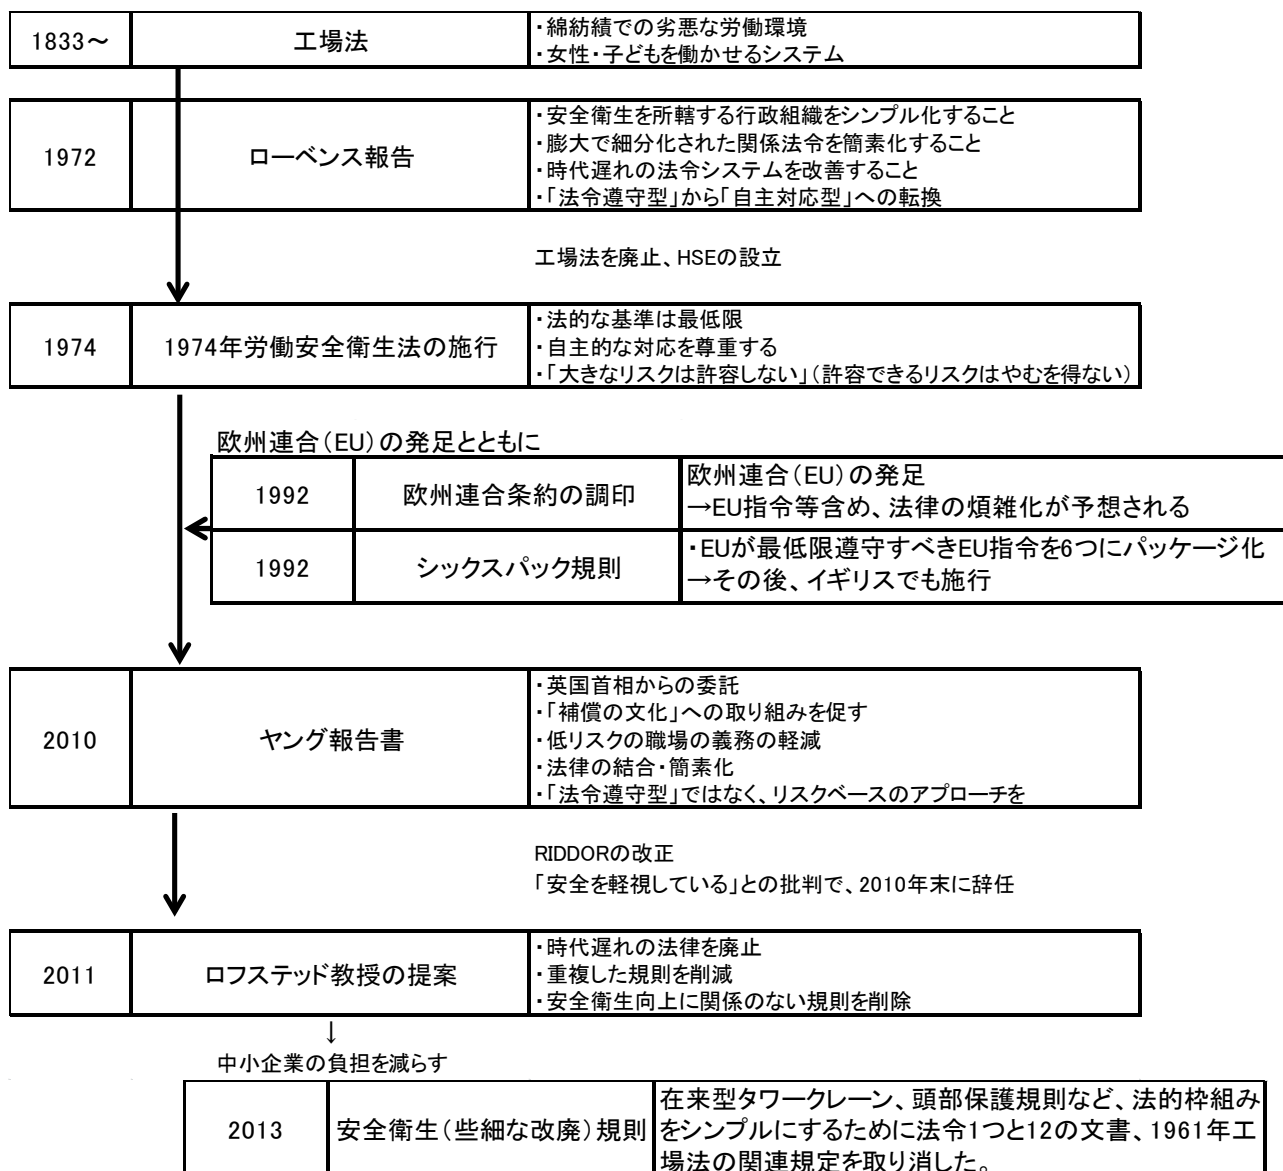 1833～
工場法
・綿紡績での劣悪な労働環境
・女性・子どもを働かせるシステム
1972
ローベンス報告
・安全衛生を所轄する行政組織をシンプル化すること
・膨大で細分化された関係法令を簡素化すること
・時代遅れの法令システムを改善すること
・「法令遵守型」から「自主対応型」への転換
工場法を廃止、HSEの設立
1974
1974年労働安全衛生法の施行
・法的な基準は最低限
・自主的な対応を尊重する
・「大きなリスクは許容しない」（許容できるリスクはやむを得ない）
欧州連合（EU）の発足とともに
1992
欧州連合条約の調印
欧州連合（EU）の発足
→EU指令等含め、法律の煩雑化が予想される
1992
シックスパック規則
・EUが最低限遵守すべきEU指令を6つにパッケージ化
→その後、イギリスでも施行
2010
ヤング報告書
・英国首相からの委託
・「補償の文化」への取り組みを促す
・低リスクの職場の義務の軽減
・法律の結合・簡素化
・「法令遵守型」ではなく、リスクベースのアプローチを
RIDDORの改正
「安全を軽視している」との批判で、2010年末に辞任
2011
ロフステッド教授の提案
・時代遅れの法律を廃止
・重複した規則を削減
・安全衛生向上に関係のない規則を削除
↓
中小企業の負担を減らす
2013
安全衛生（些細な改廃）規則
在来型タワークレーン、頭部保護規則など、法的枠組み
をシンプルにするために法令1つと12の文書、1961年工
場法の関連規定を取り消した。